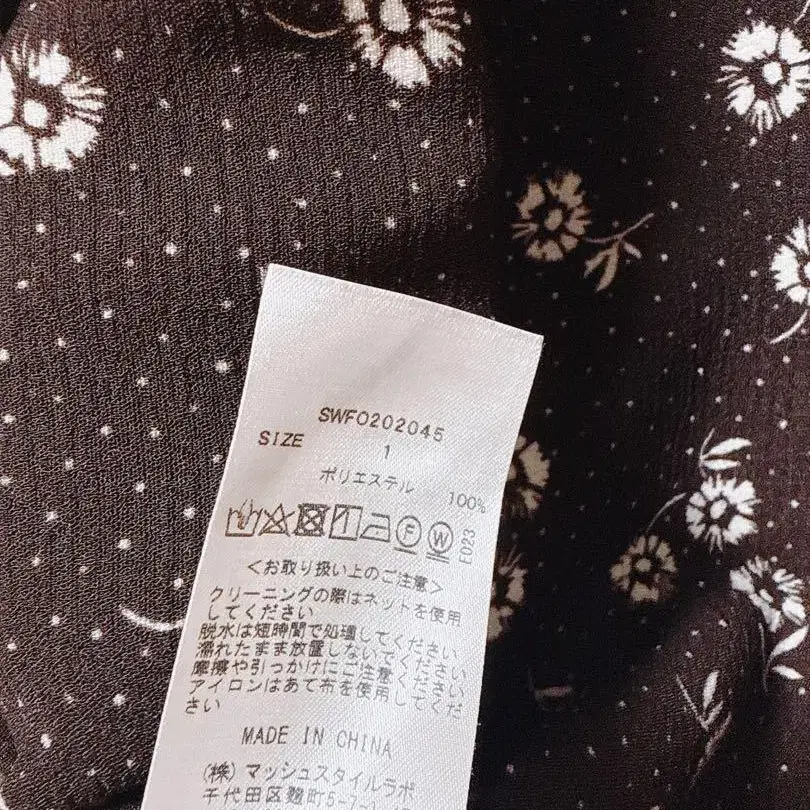 SWFO202045
SIZE 1
ポリエステル 100%
F W E023
<お取り扱い上のご注意>
クリーニングの際はネットを使用
してください
脱水は短時間で処理してください
濡れたまま放置しないでください
摩擦や引っかけにご注意ください
アイロンはあて布を使用してくだ
さい
MADE IN CHINA
(株)マッシュスタイルラボ
千代田区麹町5-7-1